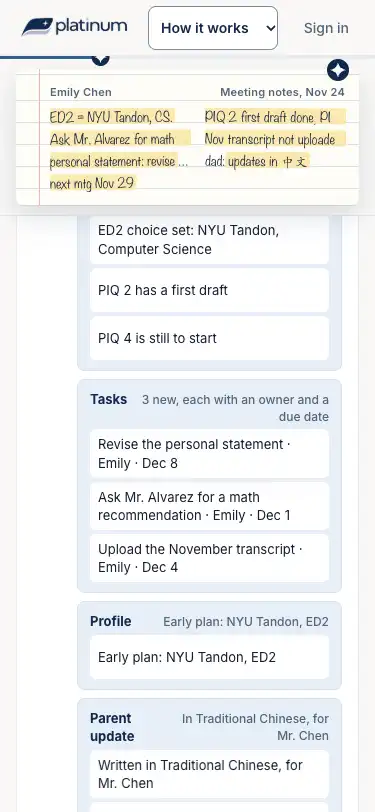 platinum
How it works
Sign in
Emily Chen
Meeting notes, Nov 24
ED2 = NYU Tandon, CS.
Ask Mr. Alvarez for math
personal statement: revise ...
next mtg Nov 29
PIQ 2 first draft done, PI
Nov transcript not uploade
dad: updates in 中文
ED2 choice set: NYU Tandon,
Computer Science
PIQ 2 has a first draft
PIQ 4 is still to start
Tasks
3 new, each with an owner and a
due date
Revise the personal statement ·
Emily · Dec 8
Ask Mr. Alvarez for a math
recommendation · Emily · Dec 1
Upload the November transcript ·
Emily · Dec 4
Profile
Early plan: NYU Tandon, ED2
Early plan: NYU Tandon, ED2
Parent
update
In Traditional Chinese, for
Mr. Chen
Written in Traditional Chinese, for
Mr. Chen